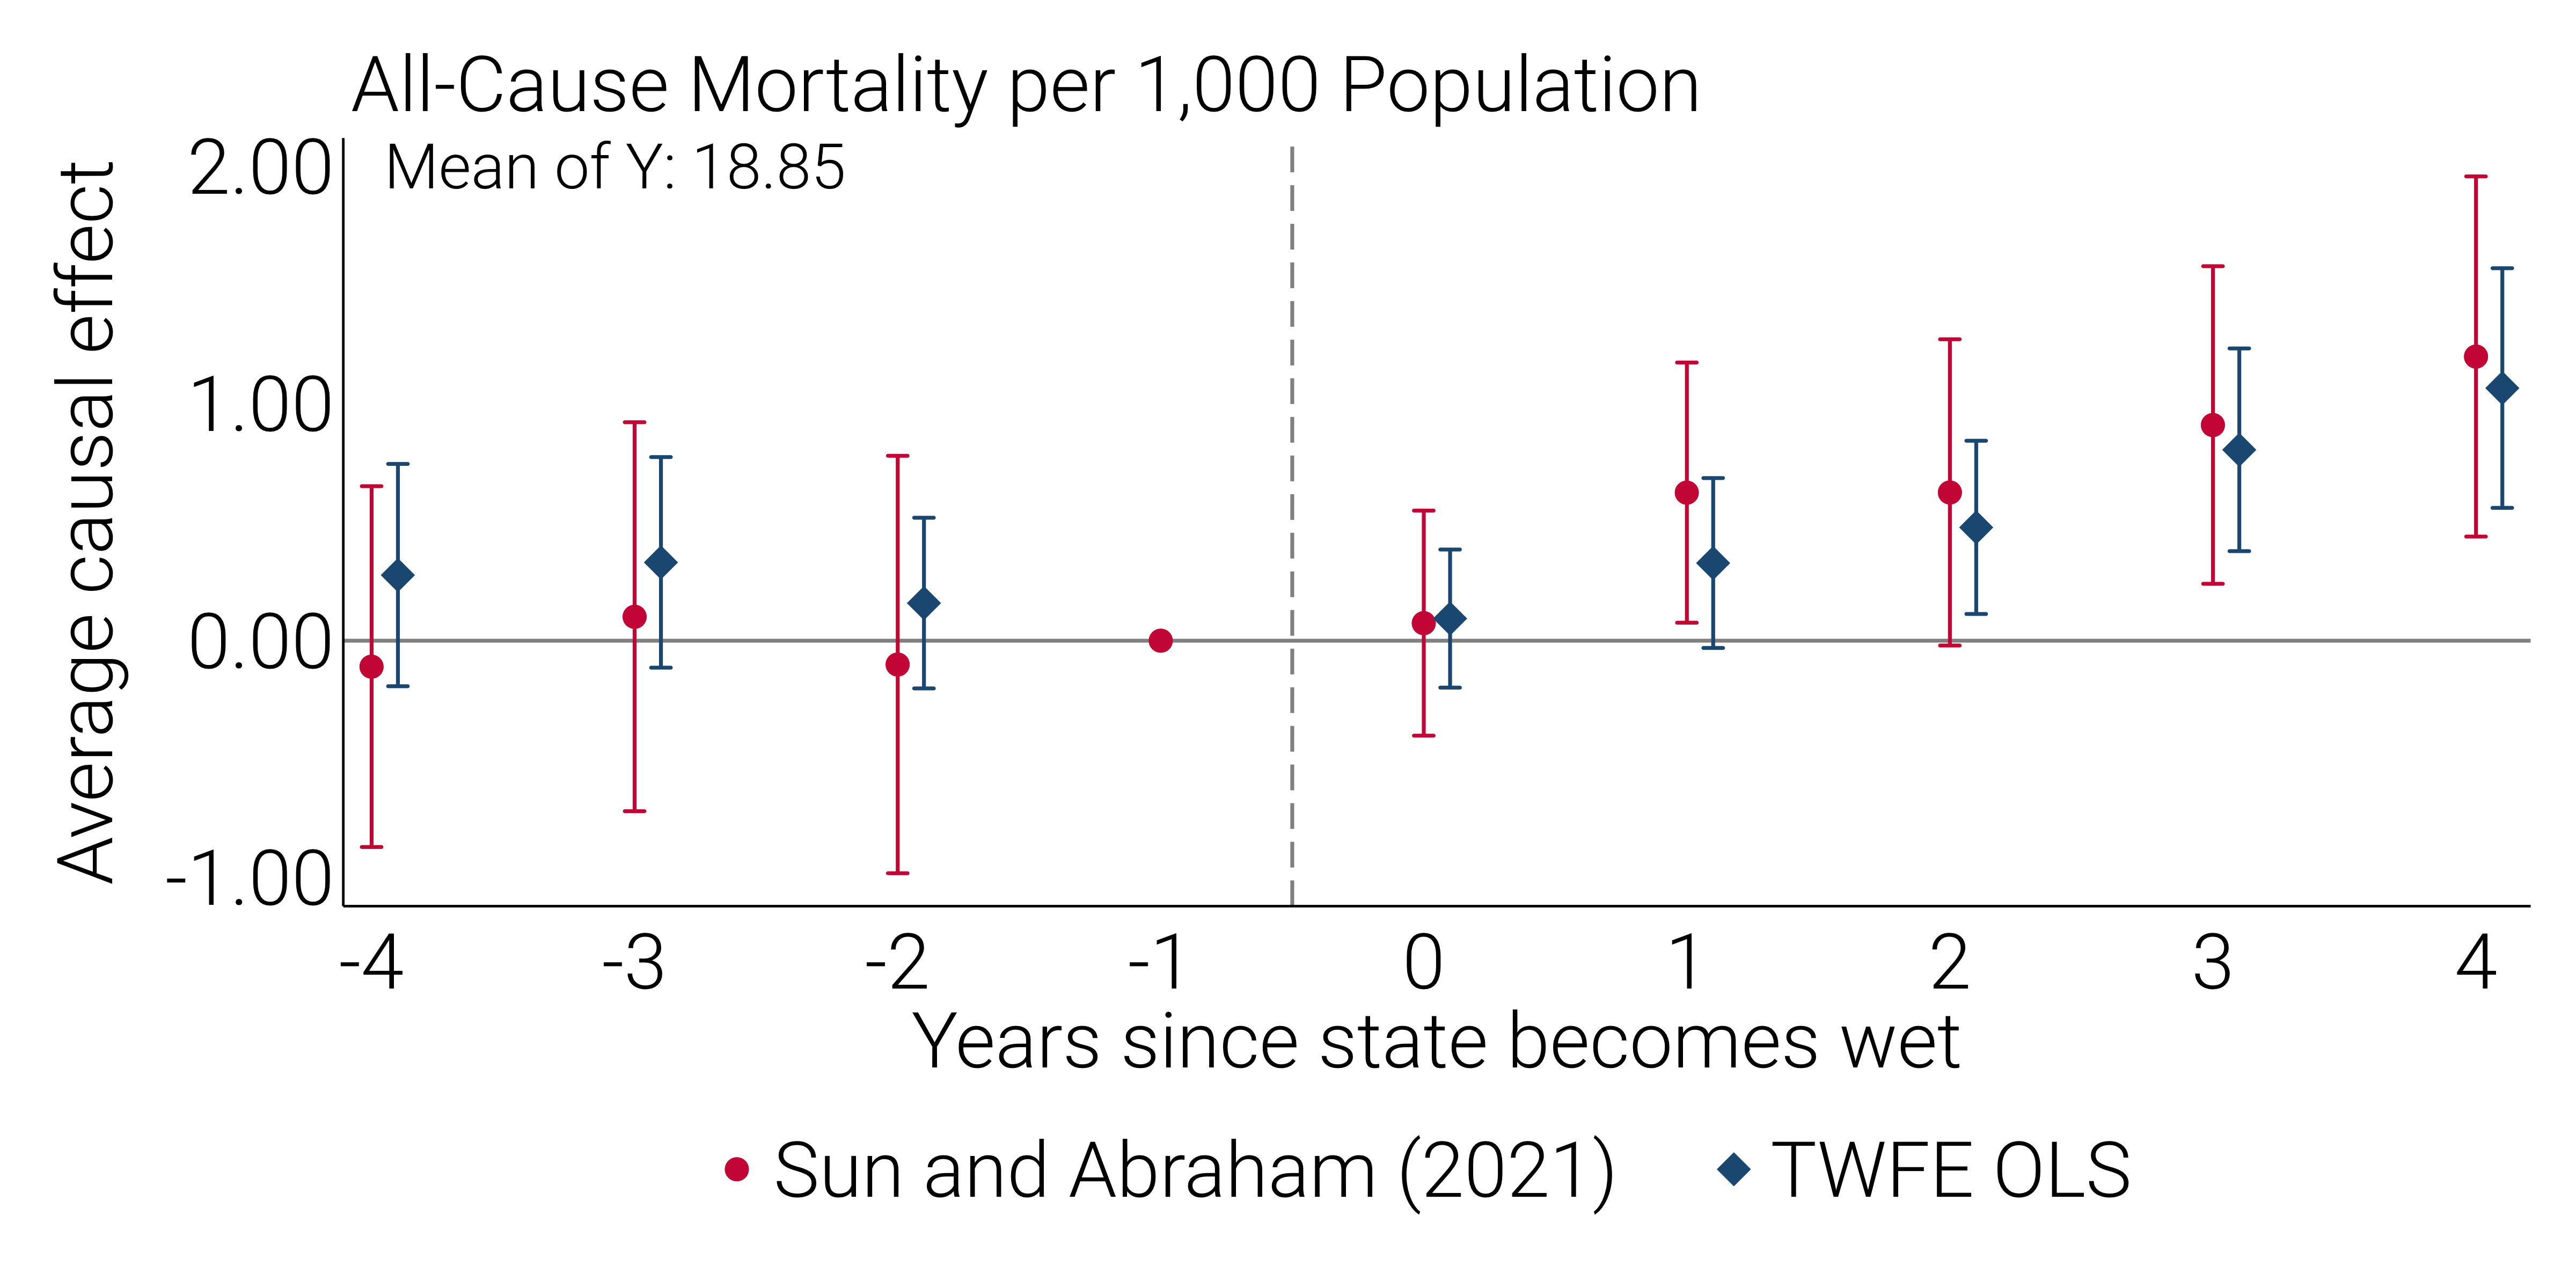 All-Cause Mortality per 1,000 Population
Mean of Y: 18.85
Average causal effect
2.00
1.00
0.00
-1.00
-4 -3 -2 -1 0 1 2 3 4
Years since state becomes wet
Sun and Abraham (2021) TWFE OLS